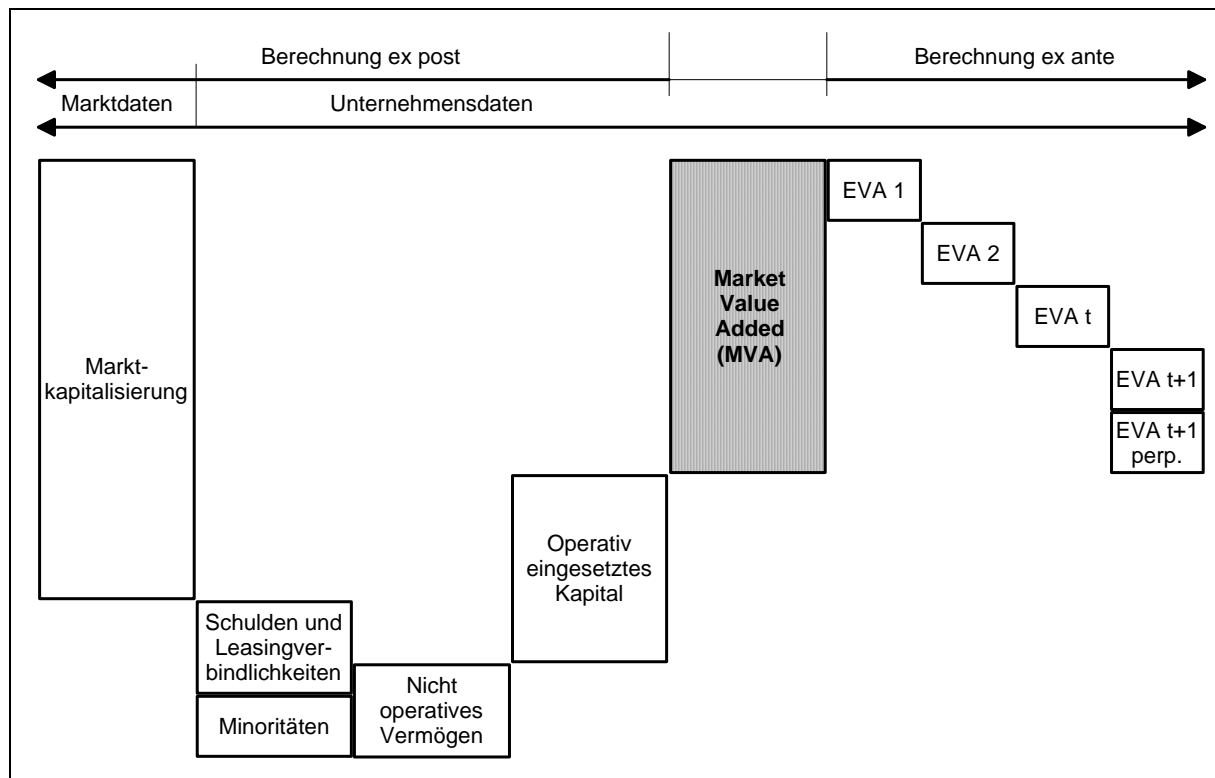 Berechnung ex post
Berechnung ex ante
Marktdaten
Unternehmensdaten
Markt-
kapitalisierung
Schulden und
Leasingver-
bindlichkeiten
Minoritäten
Nicht
operatives
Vermögen
Operativ
eingesetztes
Kapital
Market
Value
Added
(MVA)
EVA 1
EVA 2
EVA t
EVA t+1
EVA t+1
perp.